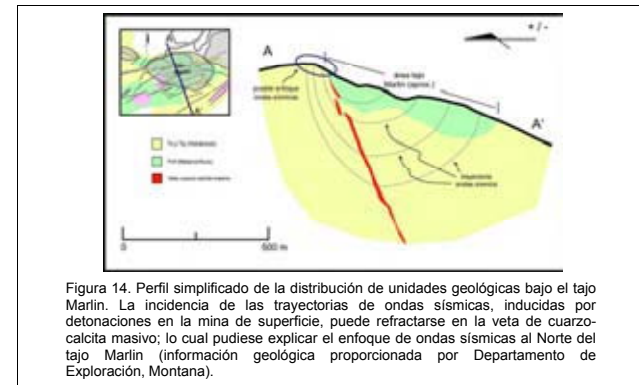 + / -
A
posible enfoque
ondas sísmicas
área tajo
Marlin (aprox.)
A'
trayectoria
ondas sísmica
0
500 m
Figura 14. Perfil simplificado de la distribución de unidades geológicas bajo el tajo
Marlin. La incidencia de las trayectorias de ondas sísmicas, inducidas por
detonaciones en la mina de superficie, puede refractarse en la veta de cuarzo-
calcita masivo; lo cual pudiese explicar el enfoque de ondas sísmicas al Norte del
tajo Marlin (información geológica proporcionada por Departamento de
Exploración, Montana).